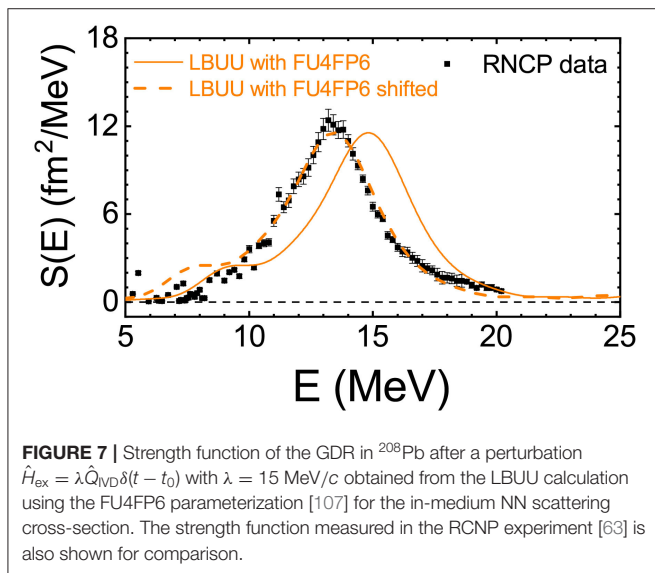 18
12
6
0
S(E) (fm²/MeV)
LBUU with FU4FP6
LBUU with FU4FP6 shifted
RNCP data
5 10 15 20 25
E (MeV)
FIGURE 7 | Strength function of the GDR in ²⁰⁸Pb after a perturbation
Ĥex = λQ̂IVDδ(t − t0) with λ = 15 MeV/c obtained from the LBUU calculation
using the FU4FP6 parameterization [107] for the in-medium NN scattering
cross-section. The strength function measured in the RCNP experiment [63] is
also shown for comparison.